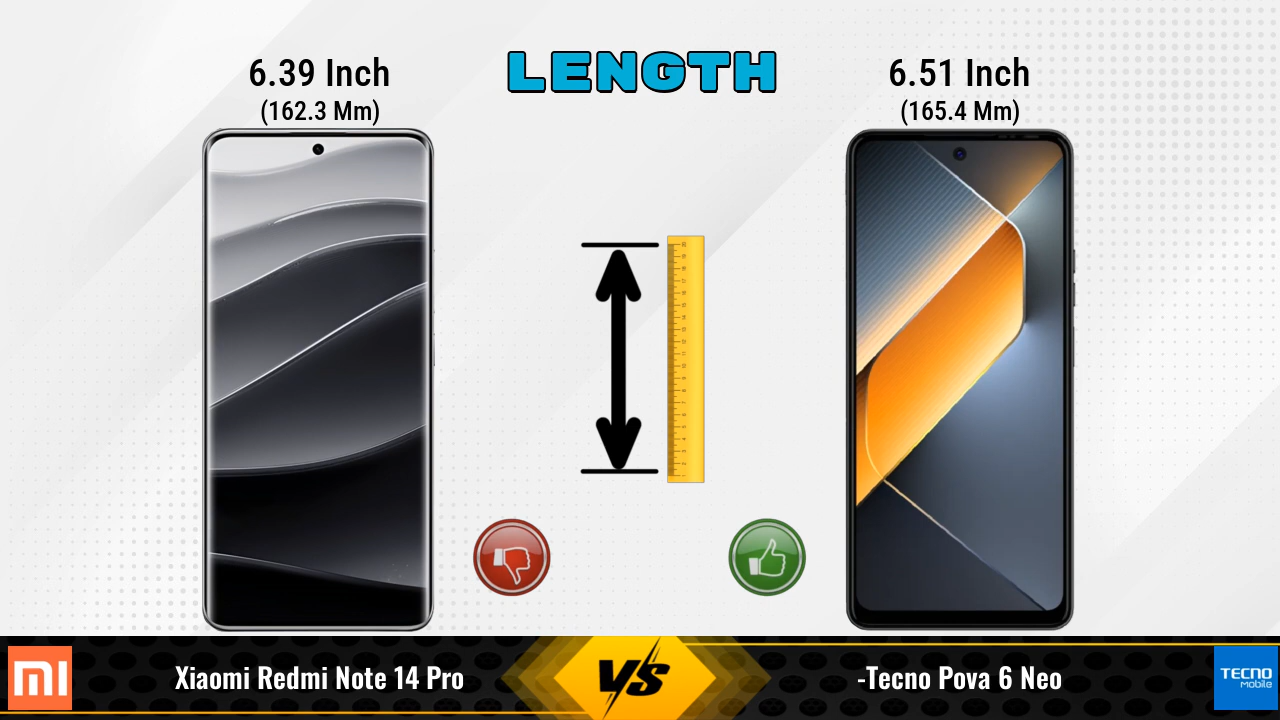 LENGTH
6.39 Inch
(162.3 Mm)
6.51 Inch
(165.4 Mm)
Xiaomi Redmi Note 14 Pro
VS
-Tecno Pova 6 Neo
TECNO
mobile